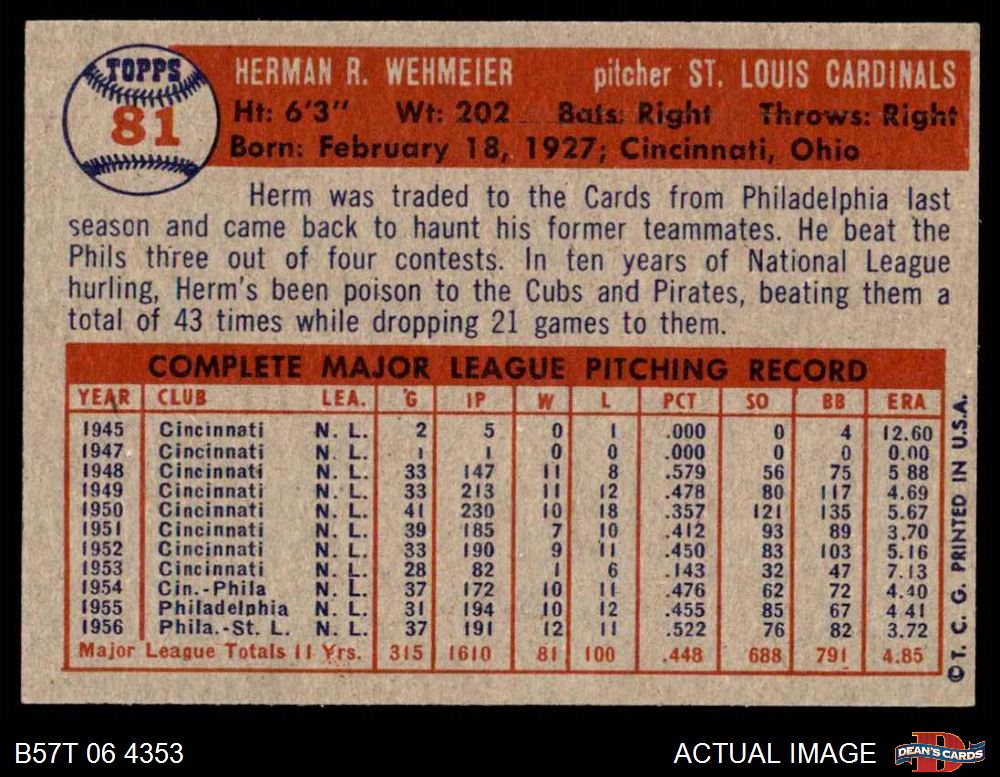 TOPPS
81
HERMAN R. WEHMEIER pitcher ST. LOUIS CARDINALS
Ht: 6'3" Wt: 202 Bats: Right Throws: Right
Born: February 18, 1927; Cincinnati, Ohio
Herm was traded to the Cards from Philadelphia last
season and came back to haunt his former teammates. He beat the
Phils three out of four contests. In ten years of National League
hurling, Herm's been poison to the Cubs and Pirates, beating them a
total of 43 times while dropping 21 games to them.
COMPLETE MAJOR LEAGUE PITCHING RECORD
YEAR CLUB LEA. G IP W L PCT SO BB ERA
1945 Cincinnati N. L. 2 5 0 1 .000 0 4 12.60
1947 Cincinnati N. L. 1 1 0 0 .000 0 0 0.00
1948 Cincinnati N. L. 33 147 11 8 .579 56 75 5 88
1949 Cincinnati N. L. 33 213 11 12 .478 80 117 4.69
1950 Cincinnati N. L. 41 230 10 18 .357 121 135 5.67
1951 Cincinnati N. L. 39 185 7 10 .412 93 89 3.70
1952 Cincinnati N. L. 33 190 9 11 .450 83 103 5.16
1953 Cincinnati N. L. 28 82 1 6 .143 32 47 7.13
1954 Cin.-Phila N. L. 37 172 10 11 .476 62 72 4.40
1955 Philadelphia N. L. 31 194 10 12 .455 85 67 4.41
1956 Phila.-St. L. N. L. 37 191 12 11 .522 76 82 3.72
Major League Totals 11 Yrs. 315 1610 81 100 .448 688 791 4.85
©T. C. G. PRINTED IN U.S.A.
B57T 06 4353 ACTUAL IMAGE
D
DEAN'S CARDS